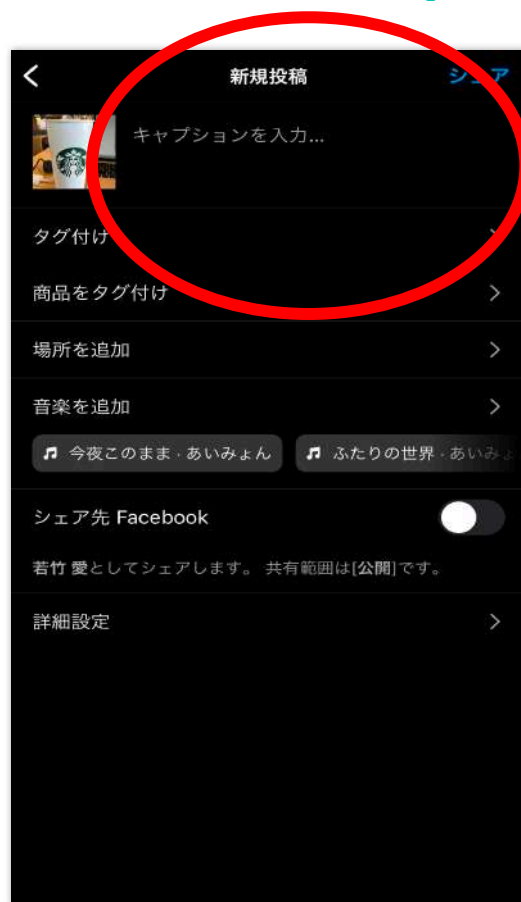 新規投稿
シェア
キャプションを入力...
タグ付け
商品をタグ付け
場所を追加
音楽を追加
今夜このまま・あいみょん
ふたりの世界・あいみょ
シェア先 Facebook
若竹 愛としてシェアします。 共有範囲は[公開]です。
詳細設定